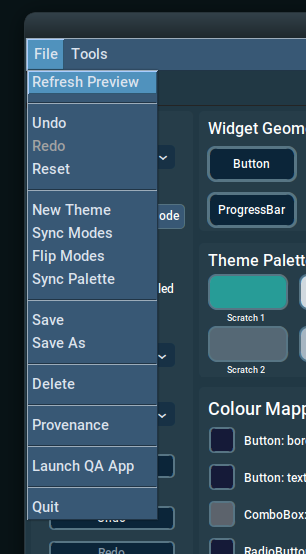 File Tools
Refresh Preview
Undo
Redo
Reset
New Theme
Sync Modes
Flip Modes
Sync Palette
Save
Save As
Delete
Provenance
Launch QA App
Quit
ode
led
Redo
Widget Geom
Button
ProgressBar
Theme Palett
Scratch 1
Scratch 2
Colour Mapp
Button: bor
Button: text
ComboBox:
RadioButto